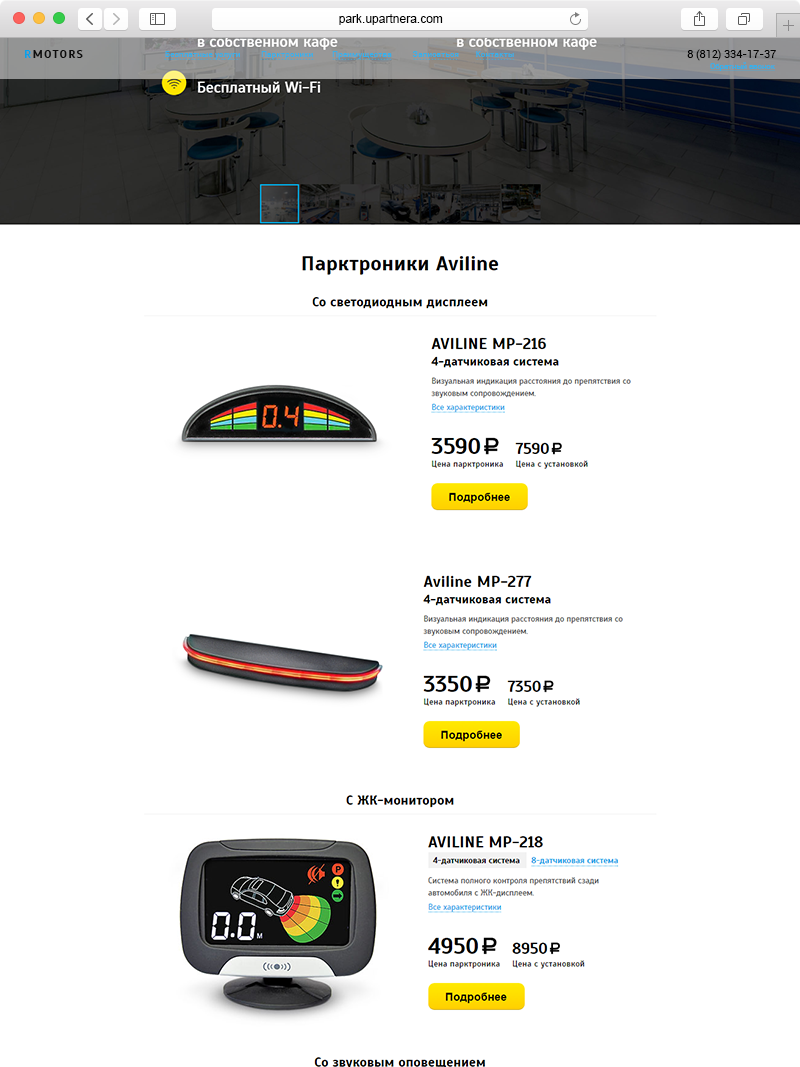 park.upartnera.com
в собственном кафе
в собственном кафе
RMOTORS
8 (812) 334-17-37
Бесплатный Wi-Fi
Парктроники Aviline
Со светодиодным дисплеем
AVILINE MP-216
4-датчиковая система
Визуальная индикация расстояния до препятствия со
звуковым сопровождением.
Все характеристики
0.4
3590 ₽ 7590 ₽
Цена парктроника Цена с установкой
Подробнее
Aviline MP-277
4-датчиковая система
Визуальная индикация расстояния до препятствия со
звуковым сопровождением.
Все характеристики
3350 ₽ 7350 ₽
Цена парктроника Цена с установкой
Подробнее
С ЖК-монитором
AVILINE MP-218
4-датчиковая система 8-датчиковая система
Система полного контроля препятствий сзади
автомобиля с ЖК-дисплеем.
Все характеристики
P
0.0 м
4950 ₽ 8950 ₽
Цена парктроника Цена с установкой
Подробнее
Со звуковым оповещением